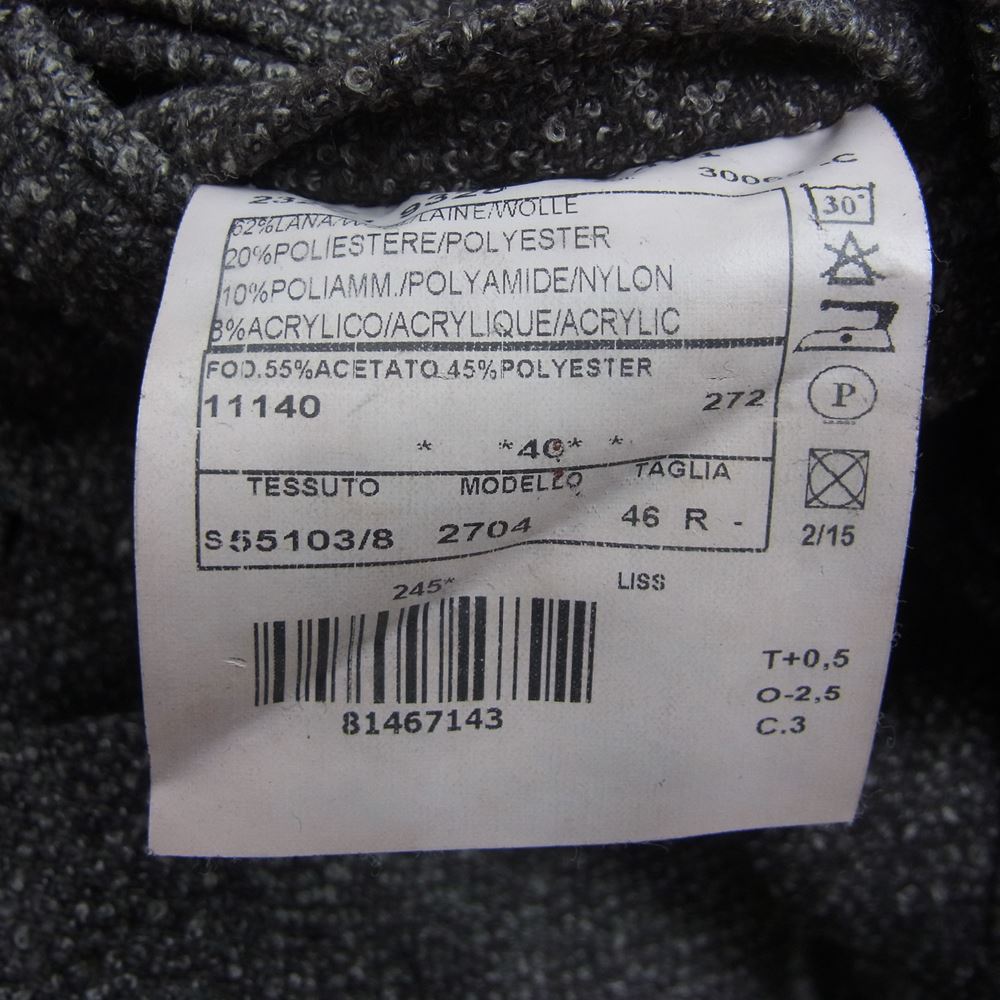 30°
62%LANA/ /LAINE/WOLLE
20%POLIESTERE/POLYESTER
10%POLIAMM./POLYAMIDE/NYLON
8%ACRYLICO/ACRYLIQUE/ACRYLIC
FOD.55%ACETATO 45%POLYESTER
11140 272
P
* *40* *
TESSUTO MODELLO TAGLIA
S55103/8 2704 46 R -
2/15
245* LISS
81467143
T+0,5
O-2,5
C.3